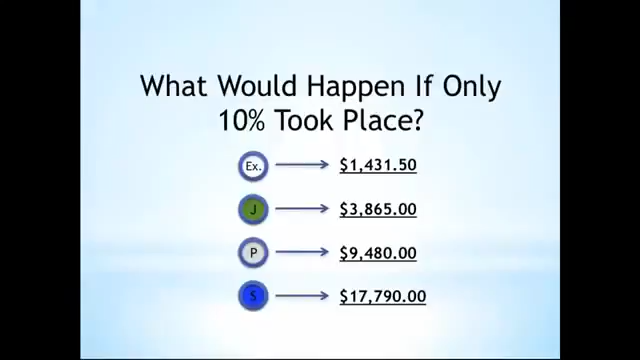 What Would Happen If Only
10% Took Place?
Ex. $1,431.50
J $3,865.00
P $9,480.00
S $17,790.00